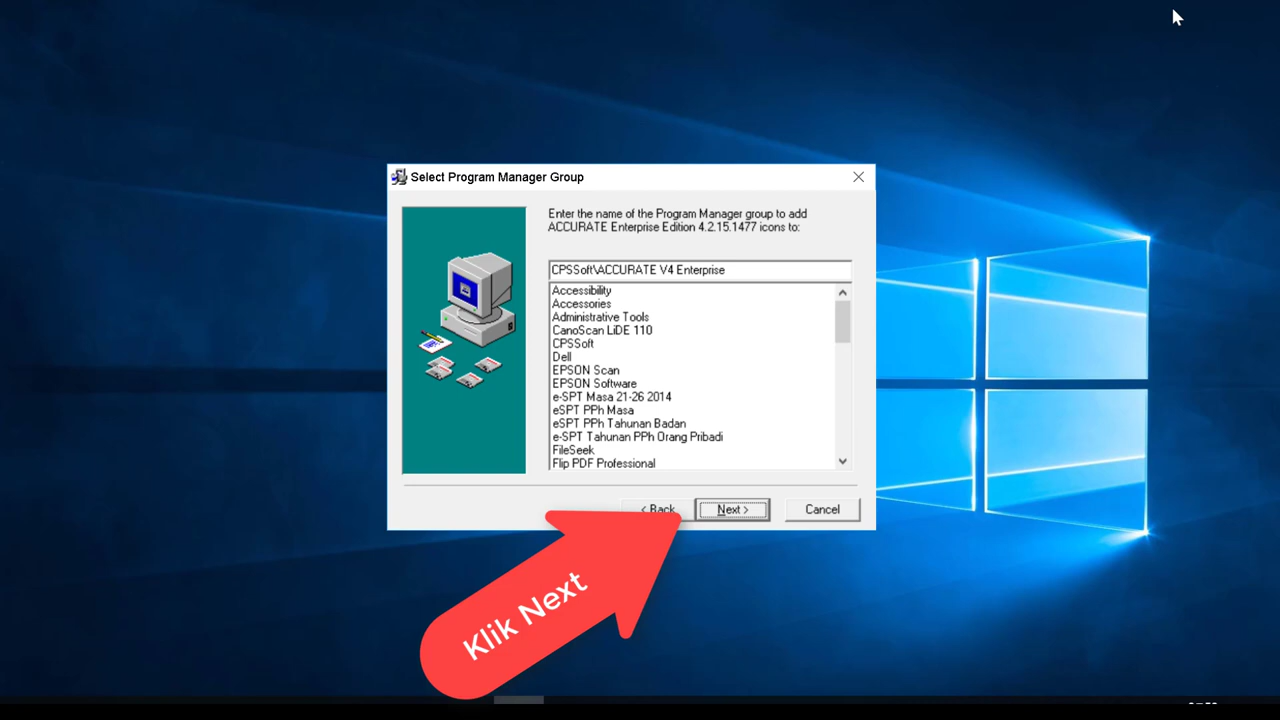 Select Program Manager Group
Enter the name of the Program Manager group to add
ACCURATE Enterprise Edition 4.2.15.1477 icons to:
CPSSoft\ACCURATE V4 Enterprise
Accessibility
Accessories
Administrative Tools
CanoScan LiDE 110
CPSSoft
Dell
EPSON Scan
EPSON Software
e-SPT Masa 21-26 2014
eSPT PPh Masa
eSPT PPh Tahunan Badan
e-SPT Tahunan PPh Orang Pribadi
FileSeek
Flip PDF Professional
< Back
Next >
Cancel
Klik Next